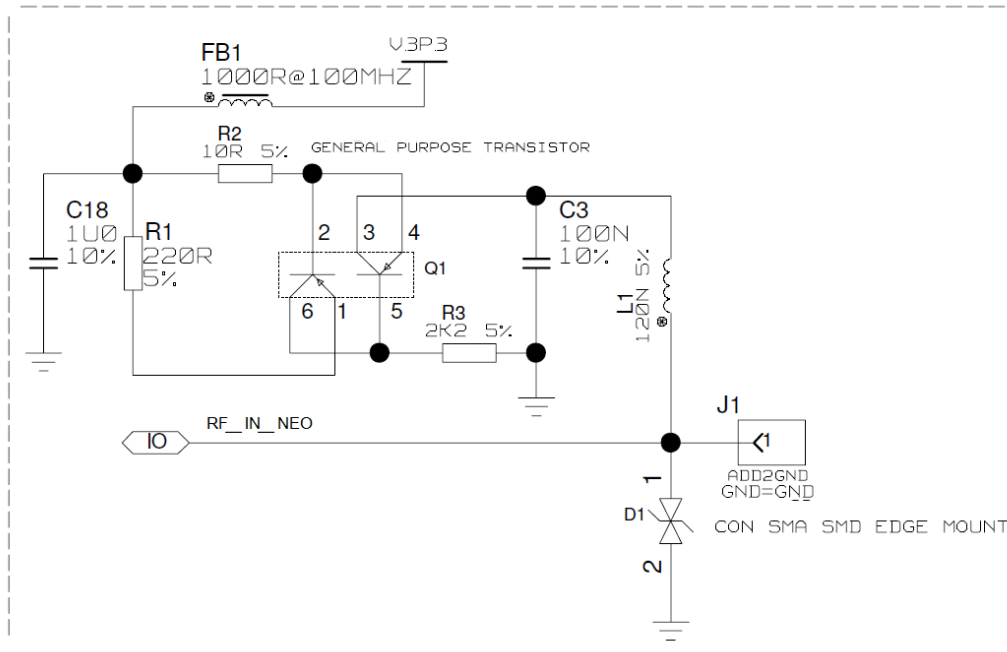 V3P3
FB1
1000R@100MHZ
R2
10R 5%
GENERAL PURPOSE TRANSISTOR
C18
1U0
10%
R1
220R
5%
2
3
4
Q1
6
1
5
C3
100N
10%
L1
120N 5%
R3
2K2 5%
J1
RF_IN_NEO
IO
1
ADD2GND
GND=GND
1
D1
2
CON SMA SMD EDGE MOUNT